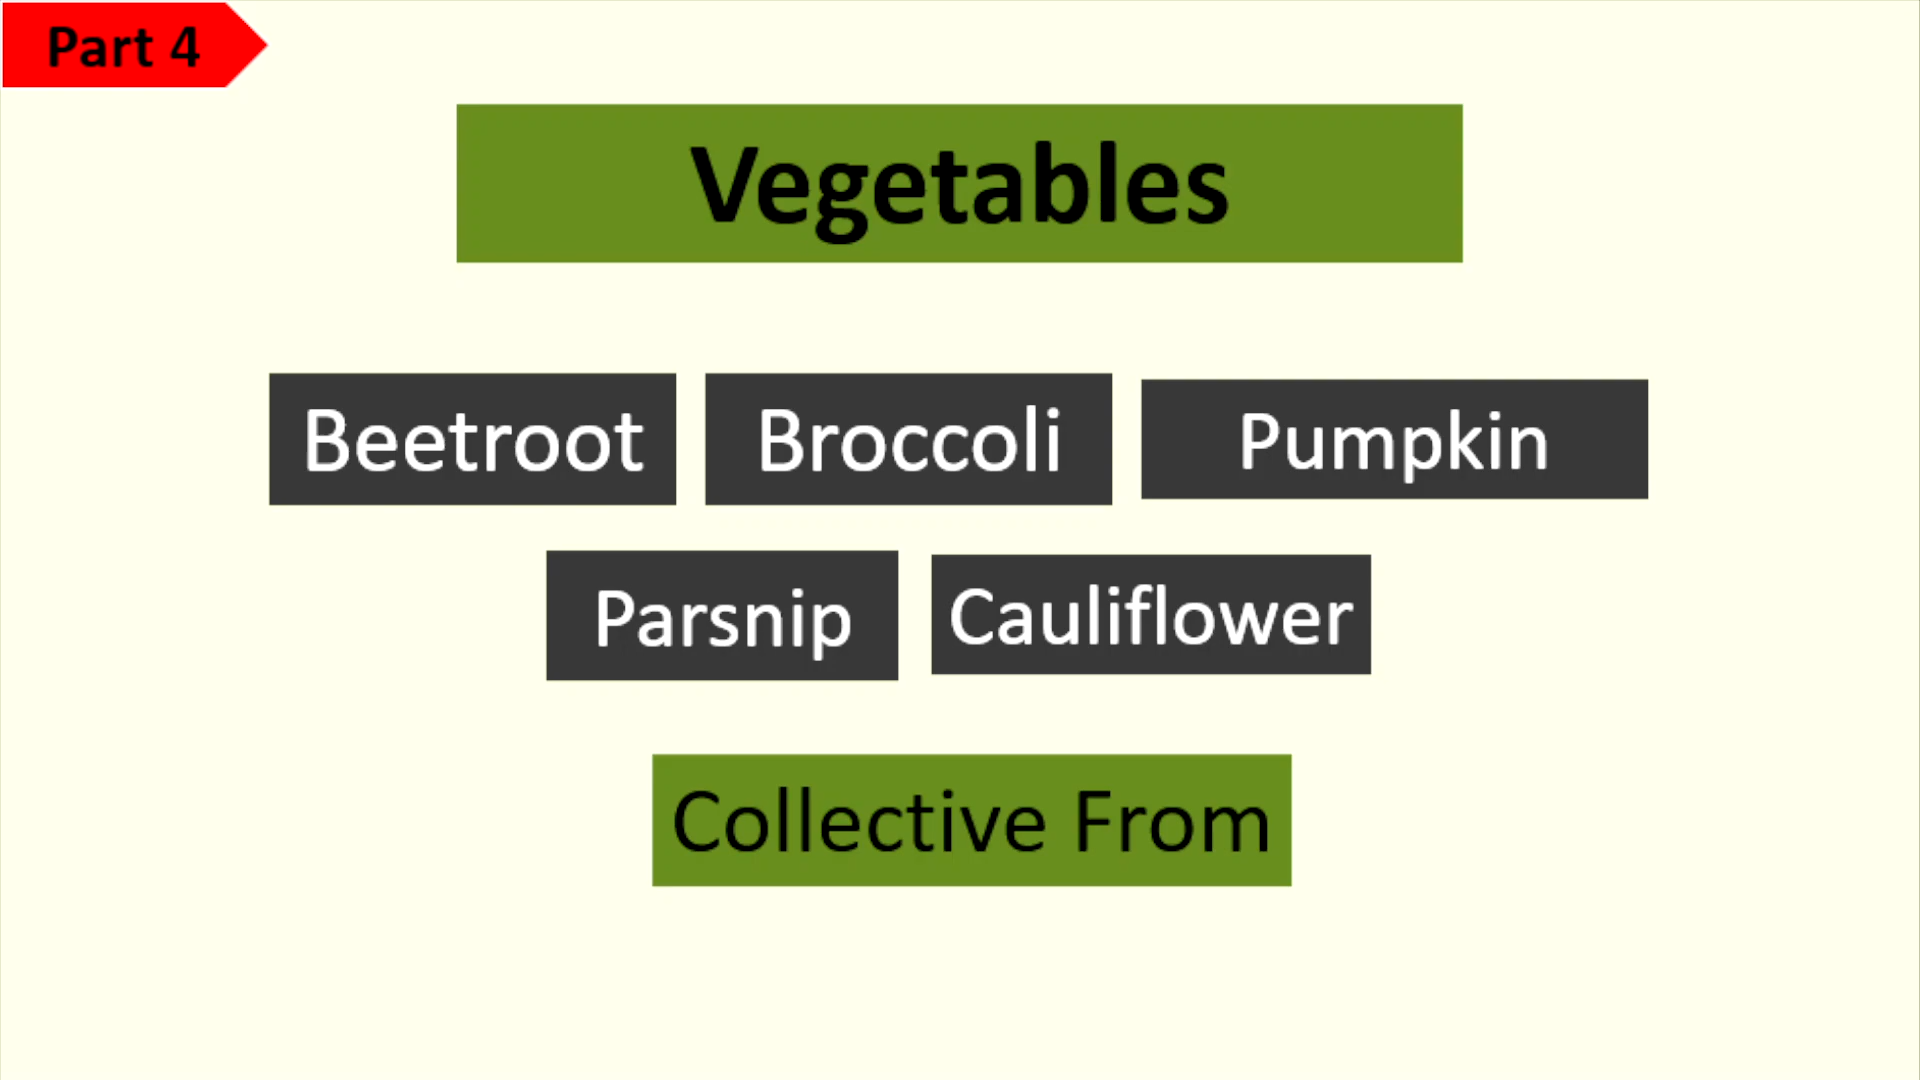 Part 4
Vegetables
Beetroot Broccoli Pumpkin
Parsnip Cauliflower
Collective From